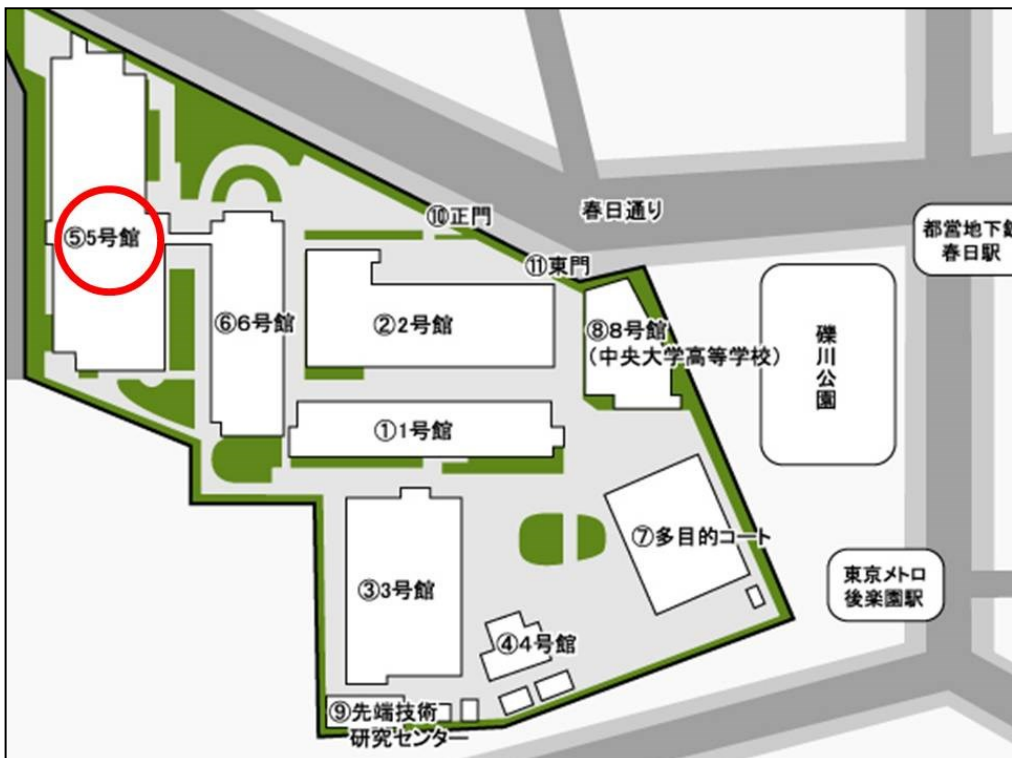 ⑩正門
春日通り
都営地下鉄
春日駅
⑤5号館
⑪東門
⑥6号館
②2号館
⑧8号館
(中央大学高等学校)
礫川公園
①1号館
⑦多目的コート
③3号館
東京メトロ
後楽園駅
④4号館
⑨先端技術
研究センター